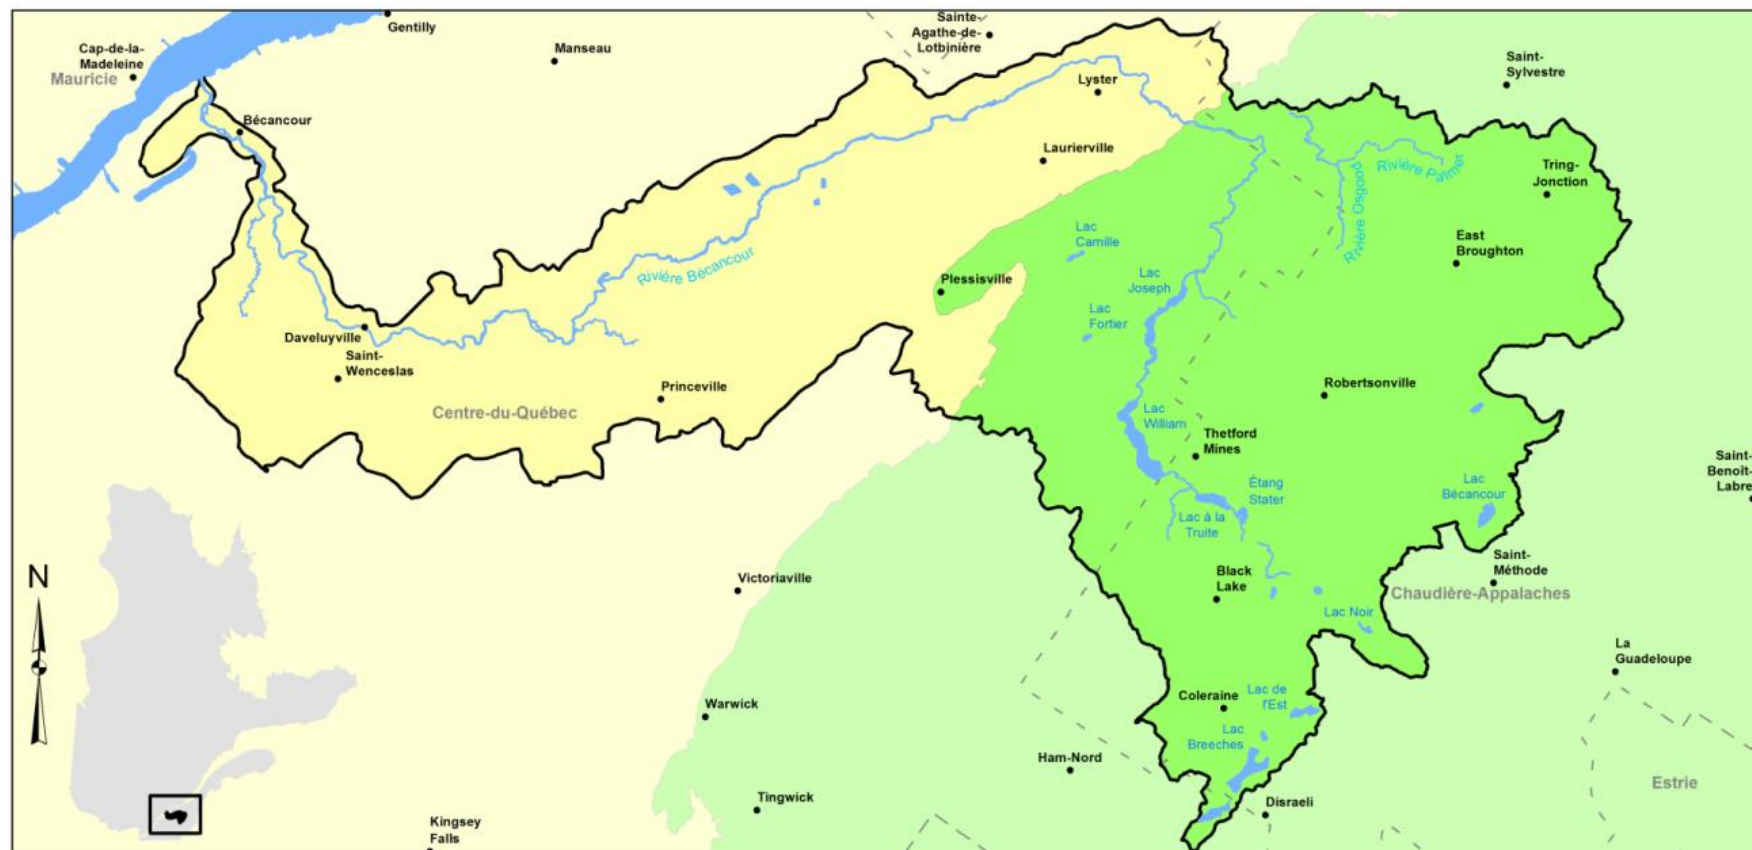 Gentilly
Sainte-
Agathe-de-
Lotbinière
Cap-de-la-
Madeleine
Mauricie
Manseau
Saint-
Sylvestre
Lyster
Bécancour
Laurierville
Riviére Palmer
Rriviére Osgood
Tring-
Jonction
Lac
Camille
East
Broughton
Riviére Bécancour
Plessisville
Lac
Joseph
Lac
Fortier
Daveluyville
Saint-
Wenceslas
Princeville
Centre-du-Québec
Robertsonville
Lac
William
Thetford
Mines
Saint-
Benoît-
Labre
Lac
Bécancour
Étang
Stater
Lac à la
Truite
Saint-
Méthode
Black
Lake
Victoriaville
Chaudière-Appalaches
Lac Noir
N
La
Guadeloupe
Coleraine
Lac de
l'Est
Warwick
Lac
Breeches
Ham-Nord
Estrie
Tingwick
Disraeli
Kingsey
Falls